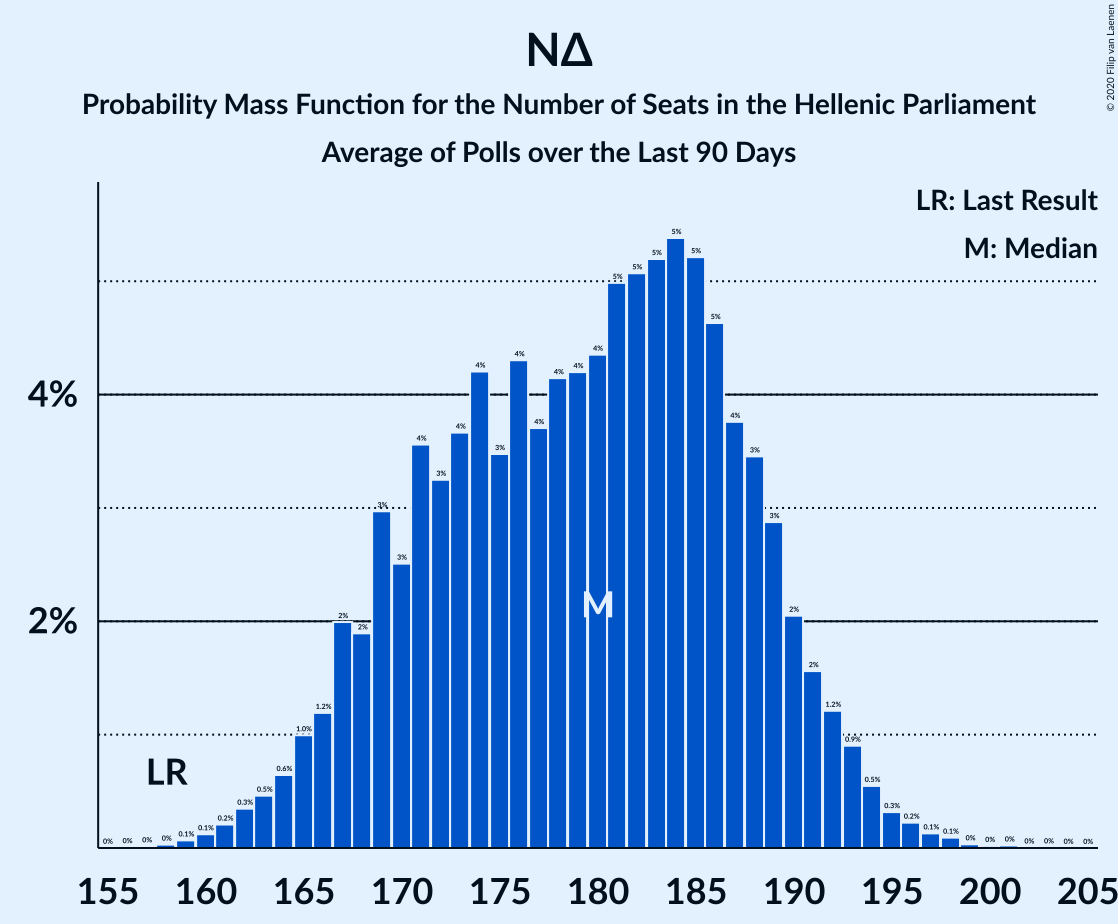 ΝΔ
Probability Mass Function for the Number of Seats in the Hellenic Parliament
Average of Polls over the Last 90 Days
© 2020 Filip van Laenen
LR: Last Result
M: Median
4%
2%
0% 0% 0% 0% 0.1% 0.1% 0.2% 0.3% 0.5% 0.6% 1.0% 1.2% 2% 2% 3% 3% 4% 3% 4% 4% 3% 4% 4% 4% 4% 4% 5% 5% 5% 5% 5% 5% 4% 3% 3% 2% 2% 1.2% 0.9% 0.5% 0.3% 0.2% 0.1% 0.1% 0% 0% 0% 0% 0% 0% 0%
M
LR
155 160 165 170 175 180 185 190 195 200 205